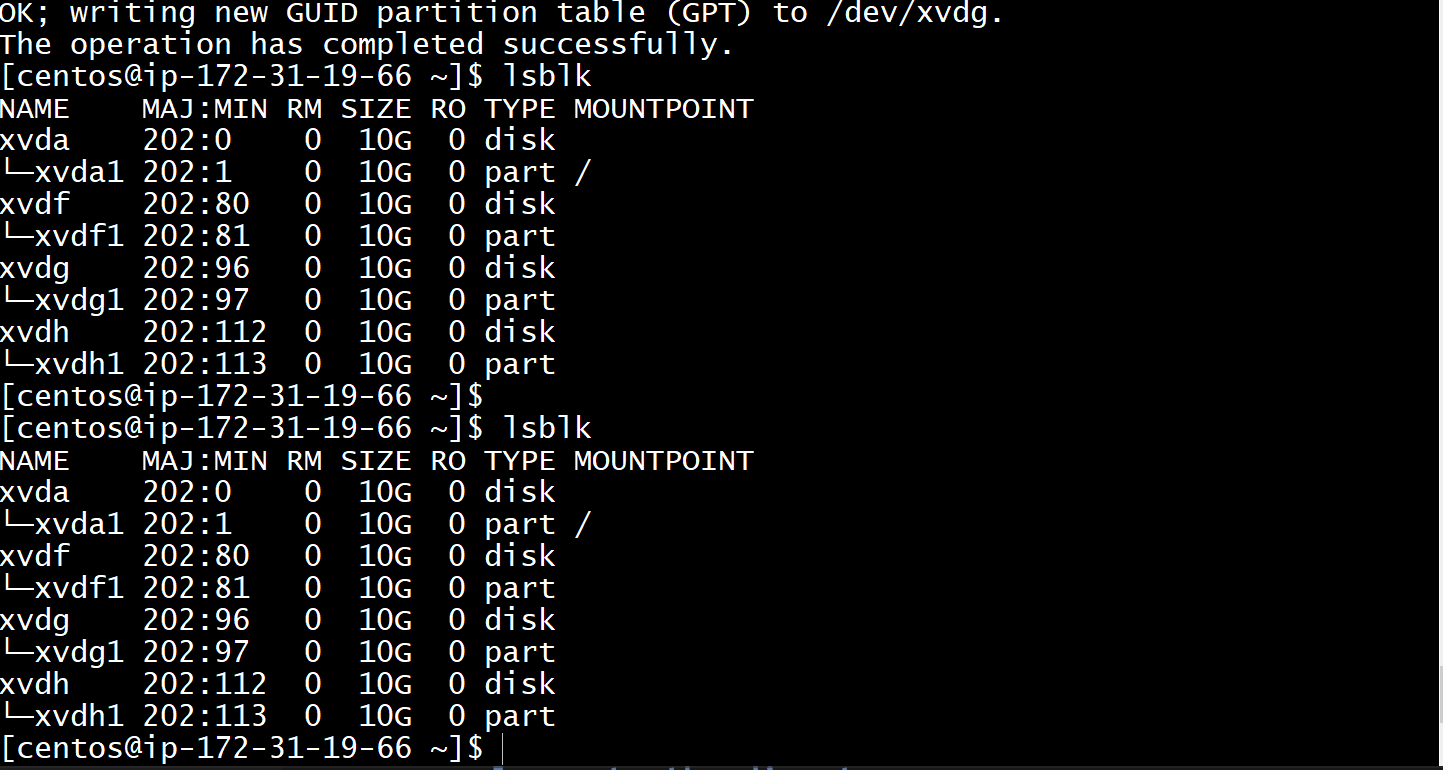 OK; writing new GUID partition table (GPT) to /dev/xvdg.
The operation has completed successfully.
[centos@ip-172-31-19-66 ~]$ lsblk
NAME    MAJ:MIN RM SIZE RO TYPE MOUNTPOINT
xvda    202:0    0  10G  0 disk
└─xvda1 202:1    0  10G  0 part /
xvdf    202:80   0  10G  0 disk
└─xvdf1 202:81   0  10G  0 part
xvdg    202:96   0  10G  0 disk
└─xvdg1 202:97   0  10G  0 part
xvdh    202:112  0  10G  0 disk
└─xvdh1 202:113  0  10G  0 part
[centos@ip-172-31-19-66 ~]$
[centos@ip-172-31-19-66 ~]$ lsblk
NAME    MAJ:MIN RM SIZE RO TYPE MOUNTPOINT
xvda    202:0    0  10G  0 disk
└─xvda1 202:1    0  10G  0 part /
xvdf    202:80   0  10G  0 disk
└─xvdf1 202:81   0  10G  0 part
xvdg    202:96   0  10G  0 disk
└─xvdg1 202:97   0  10G  0 part
xvdh    202:112  0  10G  0 disk
└─xvdh1 202:113  0  10G  0 part
[centos@ip-172-31-19-66 ~]$